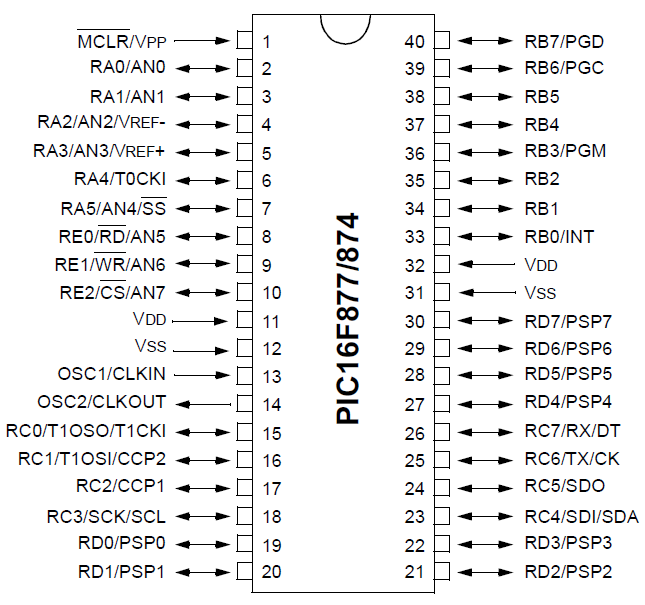 MCLR/VPP 1 40 RB7/PGD
RA0/AN0 2 39 RB6/PGC
RA1/AN1 3 38 RB5
RA2/AN2/VREF- 4 37 RB4
RA3/AN3/VREF+ 5 36 RB3/PGM
RA4/T0CKI 6 35 RB2
RA5/AN4/SS 7 34 RB1
RE0/RD/AN5 8 33 RB0/INT
RE1/WR/AN6 9 32 VDD
RE2/CS/AN7 10 31 VSS
VDD 11 30 RD7/PSP7
VSS 12 29 RD6/PSP6
OSC1/CLKIN 13 28 RD5/PSP5
OSC2/CLKOUT 14 27 RD4/PSP4
RC0/T1OSO/T1CKI 15 26 RC7/RX/DT
RC1/T1OSI/CCP2 16 25 RC6/TX/CK
RC2/CCP1 17 24 RC5/SDO
RC3/SCK/SCL 18 23 RC4/SDI/SDA
RD0/PSP0 19 22 RD3/PSP3
RD1/PSP1 20 21 RD2/PSP2
PIC16F877/874